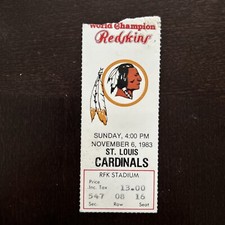 World Champion
Redskins
SUNDAY, 4:00 PM
NOVEMBER 6, 1983
ST. LOUIS
CARDINALS
RFK STADIUM
Price
Inc. Tax 13.00
547 08 16
Sec. Row Seat